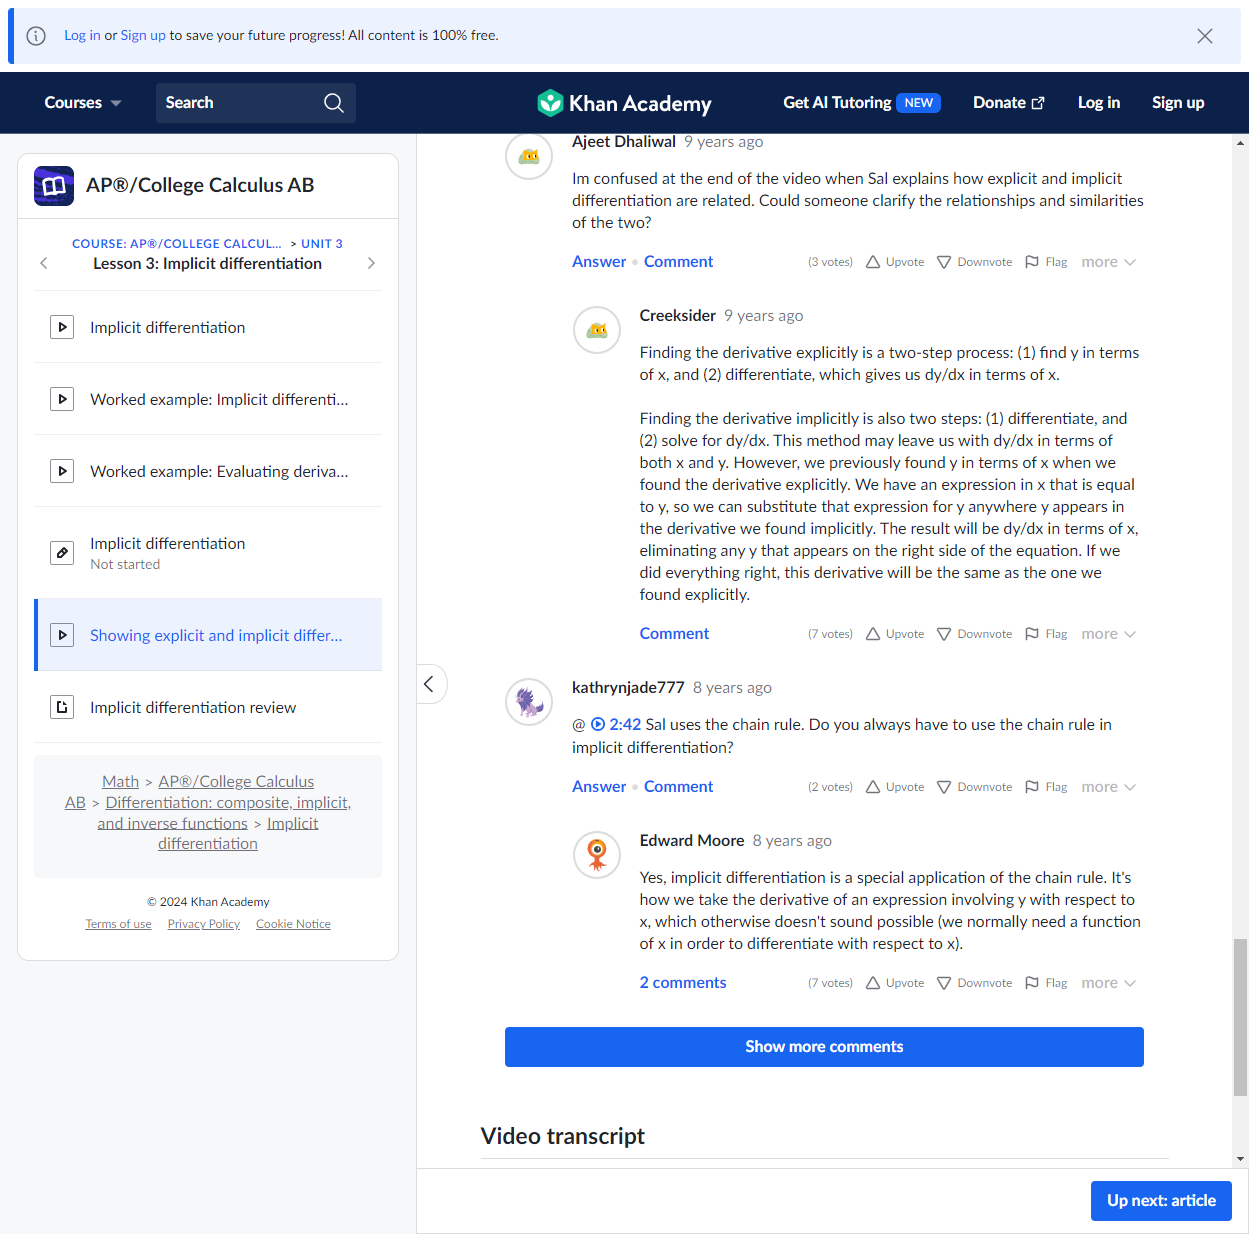 Log in or Sign up to save your future progress! All content is 100% free.
Courses
Search
Khan Academy
Get AI Tutoring NEW
Donate
Log in
Sign up
AP®/College Calculus AB
COURSE: AP®/COLLEGE CALCUL... > UNIT 3
Lesson 3: Implicit differentiation
Implicit differentiation
Worked example: Implicit differenti...
Worked example: Evaluating deriva...
Implicit differentiation
Not started
Showing explicit and implicit differ...
Implicit differentiation review
Math > AP®/College Calculus
AB > Differentiation: composite, implicit,
and inverse functions > Implicit
differentiation
© 2024 Khan Academy
Terms of use Privacy Policy Cookie Notice
Ajeet Dhaliwal 9 years ago
Im confused at the end of the video when Sal explains how explicit and implicit
differentiation are related. Could someone clarify the relationships and similarities
of the two?
Answer • Comment (3 votes) Upvote Downvote Flag more
Creeksider 9 years ago
Finding the derivative explicitly is a two-step process: (1) find y in terms
of x, and (2) differentiate, which gives us dy/dx in terms of x.
Finding the derivative implicitly is also two steps: (1) differentiate, and
(2) solve for dy/dx. This method may leave us with dy/dx in terms of
both x and y. However, we previously found y in terms of x when we
found the derivative explicitly. We have an expression in x that is equal
to y, so we can substitute that expression for y anywhere y appears in
the derivative we found implicitly. The result will be dy/dx in terms of x,
eliminating any y that appears on the right side of the equation. If we
did everything right, this derivative will be the same as the one we
found explicitly.
Comment (7 votes) Upvote Downvote Flag more
kathrynjade777 8 years ago
@ 2:42 Sal uses the chain rule. Do you always have to use the chain rule in
implicit differentiation?
Answer • Comment (2 votes) Upvote Downvote Flag more
Edward Moore 8 years ago
Yes, implicit differentiation is a special application of the chain rule. It's
how we take the derivative of an expression involving y with respect to
x, which otherwise doesn't sound possible (we normally need a function
of x in order to differentiate with respect to x).
2 comments (7 votes) Upvote Downvote Flag more
Show more comments
Video transcript
Up next: article